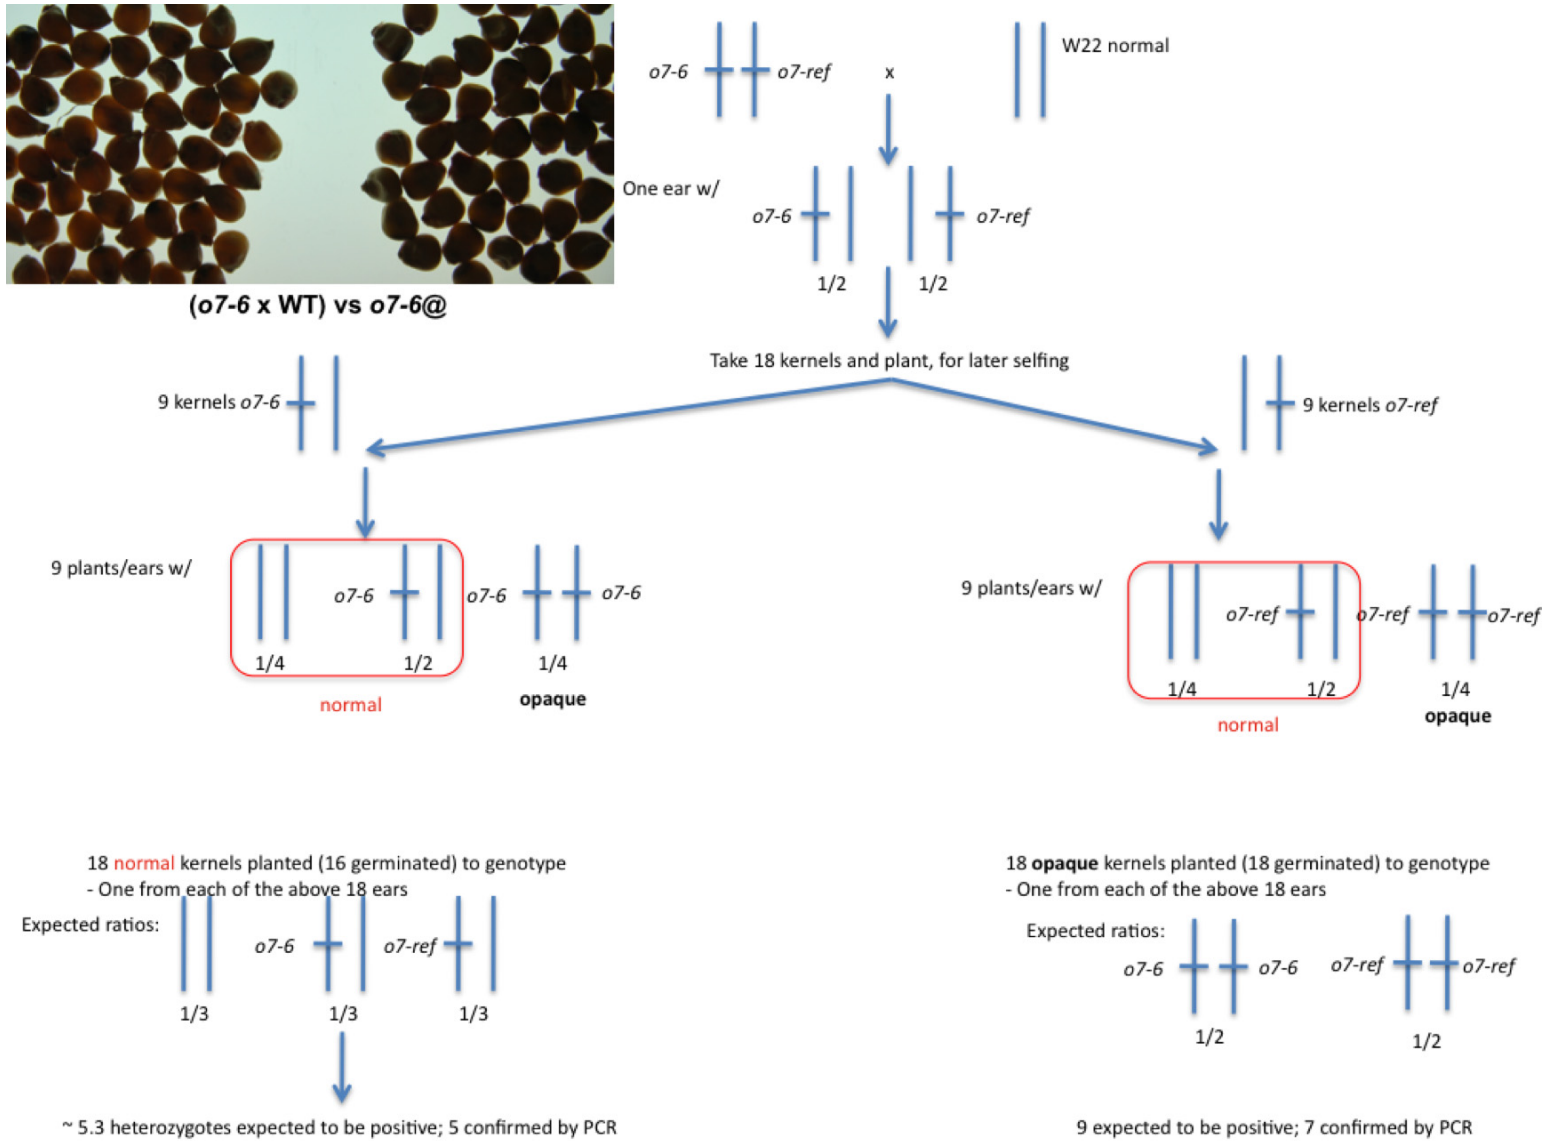 o7-6
o7-ref
x
W22 normal
One ear w/
o7-6
o7-ref
1/2
1/2
(o7-6 x WT) vs o7-6@
Take 18 kernels and plant, for later selfing
9 kernels o7-6
9 kernels o7-ref
9 plants/ears w/
o7-6
o7-6
o7-6
1/4
1/2
1/4
normal
opaque
9 plants/ears w/
o7-ref
o7-ref
o7-ref
1/4
1/2
1/4
normal
opaque
18 normal kernels planted (16 germinated) to genotype
- One from each of the above 18 ears
Expected ratios:
o7-6
o7-ref
1/3
1/3
1/3
~ 5.3 heterozygotes expected to be positive; 5 confirmed by PCR
18 opaque kernels planted (18 germinated) to genotype
- One from each of the above 18 ears
Expected ratios:
o7-6
o7-6
o7-ref
o7-ref
1/2
1/2
9 expected to be positive; 7 confirmed by PCR